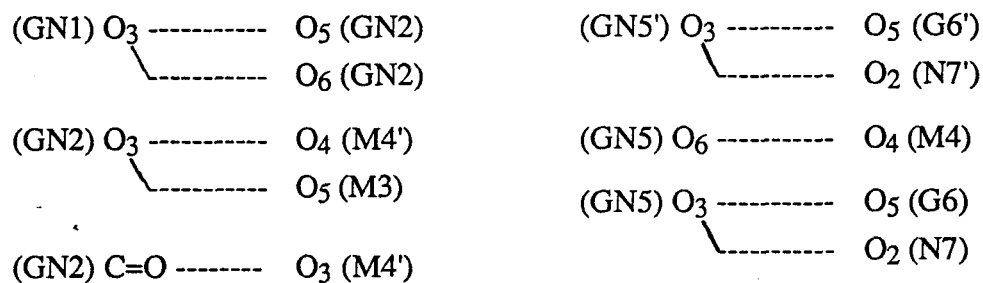 (GN1) O3 ---------- O5 (GN2)
O6 (GN2)
(GN2) O3 ---------- O4 (M4')
O5 (M3)
(GN2) C=O -------- O3 (M4')
(GN5') O3 ---------- O5 (G6')
O2 (N7')
(GN5) O6 ---------- O4 (M4)
(GN5) O3 ---------- O5 (G6)
O2 (N7)